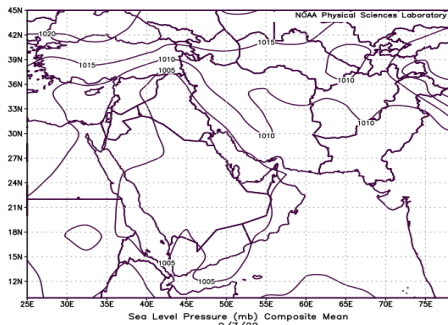 NOAA Physical Sciences Laboratory
45N
42N
39N
36N
33N
30N
27N
24N
21N
18N
15N
12N
1020
1015
1015
1010
1005
1010
1010
1010
1005
1005
25E 30E 35E 40E 45E 50E 55E 60E 65E 70E 75E
Sea Level Pressure (mb) Composite Mean